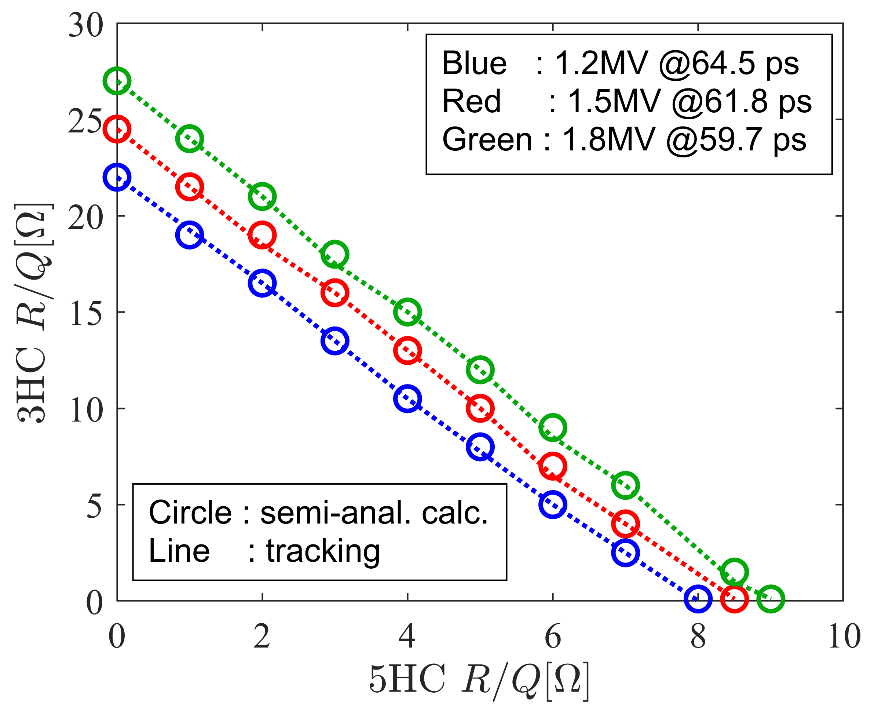 30
25
20
15
10
5
0
3HC R/Q[Ω]
Blue : 1.2MV @64.5 ps
Red : 1.5MV @61.8 ps
Green : 1.8MV @59.7 ps
Circle : semi-anal. calc.
Line : tracking
0 2 4 6 8 10
5HC R/Q[Ω]